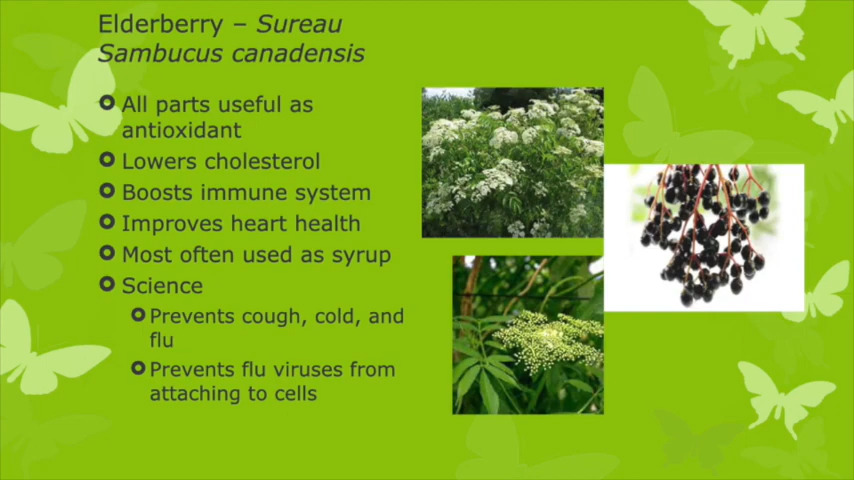 Elderberry – Sureau
Sambucus canadensis
All parts useful as
antioxidant
Lowers cholesterol
Boosts immune system
Improves heart health
Most often used as syrup
Science
Prevents cough, cold, and
flu
Prevents flu viruses from
attaching to cells